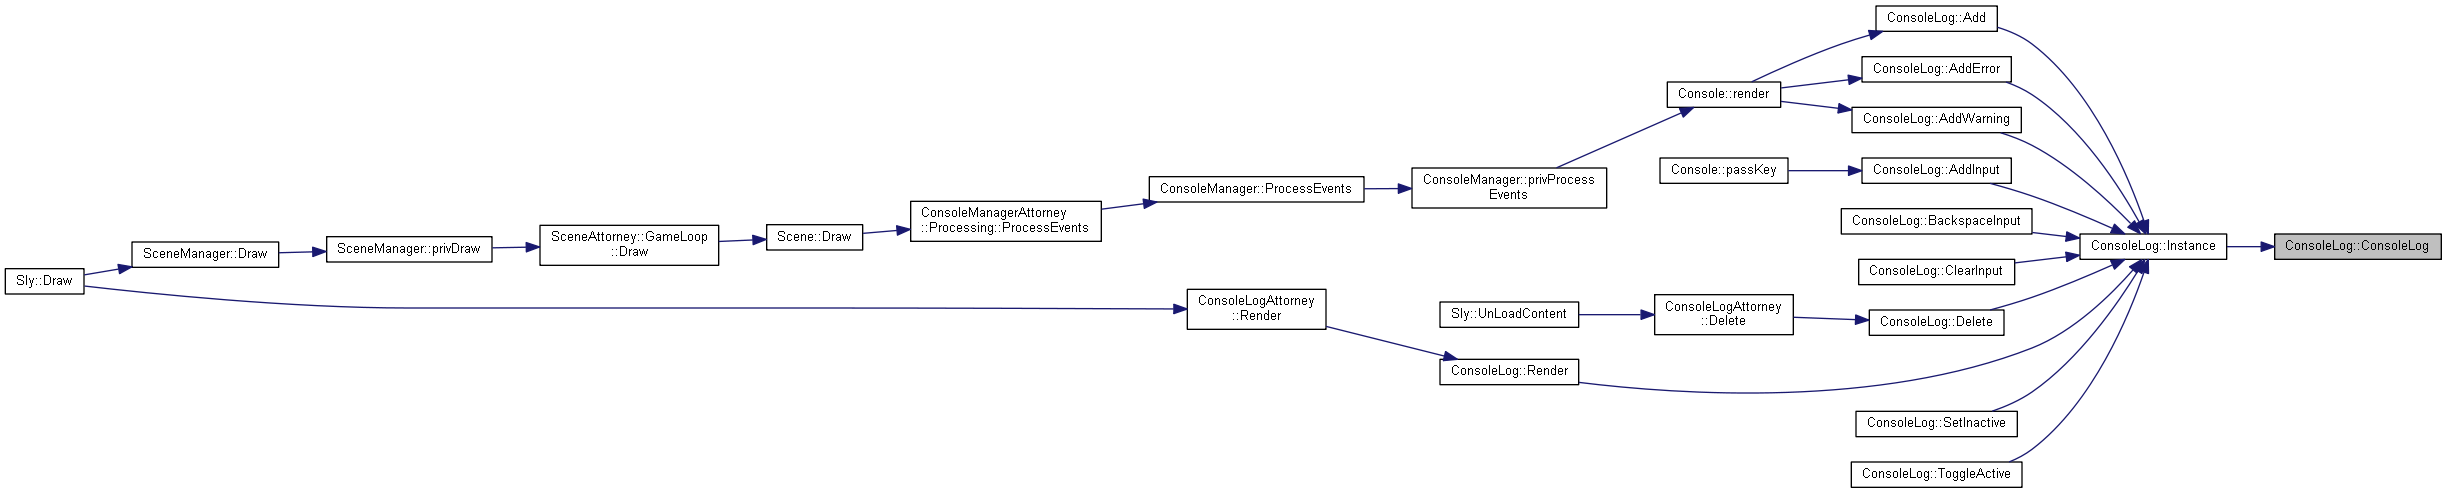 ConsoleLog::Add
ConsoleLog::AddError
Console::render
ConsoleLog::AddWarning
Console::passKey
ConsoleLog::AddInput
ConsoleManager::privProcess
Events
ConsoleManager::ProcessEvents
ConsoleManagerAttorney
::Processing::ProcessEvents
ConsoleLog::BackspaceInput
SceneAttorney::GameLoop
::Draw
Scene::Draw
SceneManager::privDraw
SceneManager::Draw
Sly::Draw
ConsoleLog::Instance
ConsoleLog::ConsoleLog
ConsoleLog::ClearInput
ConsoleLogAttorney
::Render
Sly::UnLoadContent
ConsoleLogAttorney
::Delete
ConsoleLog::Delete
ConsoleLog::Render
ConsoleLog::SetInactive
ConsoleLog::ToggleActive